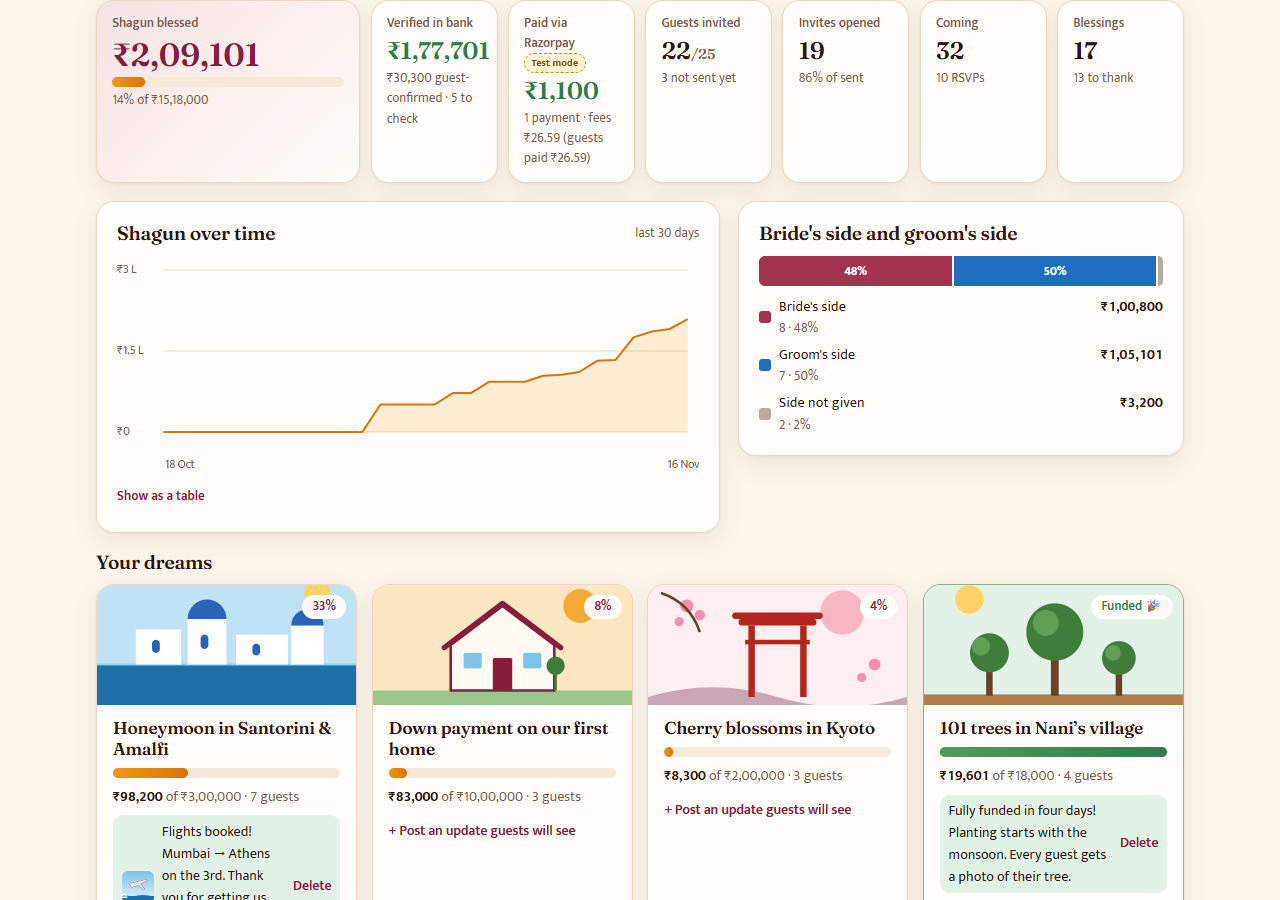 Shagun blessed
₹2,09,101
14% of ₹15,18,000
Verified in bank
₹1,77,701
₹30,300 guest-
confirmed · 5 to
check
Paid via
Razorpay
Test mode
₹1,100
1 payment · fees
₹26.59 (guests
paid ₹26.59)
Guests invited
22/25
3 not sent yet
Invites opened
19
86% of sent
Coming
32
10 RSVPs
Blessings
17
13 to thank
Shagun over time
last 30 days
₹3 L
₹1.5 L
₹0
18 Oct
16 Nov
Show as a table
Bride's side and groom's side
48%
50%
Bride's side
₹1,00,800
8 · 48%
Groom's side
₹1,05,101
7 · 50%
Side not given
₹3,200
2 · 2%
Your dreams
33%
Honeymoon in Santorini &
Amalfi
₹98,200 of ₹3,00,000 · 7 guests
Flights booked!
Mumbai → Athens
on the 3rd. Thank
you for getting us
Delete
8%
Down payment on our first
home
₹83,000 of ₹10,00,000 · 3 guests
+ Post an update guests will see
4%
Cherry blossoms in Kyoto
₹8,300 of ₹2,00,000 · 3 guests
+ Post an update guests will see
Funded 🎉
101 trees in Nani’s village
₹19,601 of ₹18,000 · 4 guests
Fully funded in four days!
Planting starts with the
monsoon. Every guest gets
a photo of their tree.
Delete